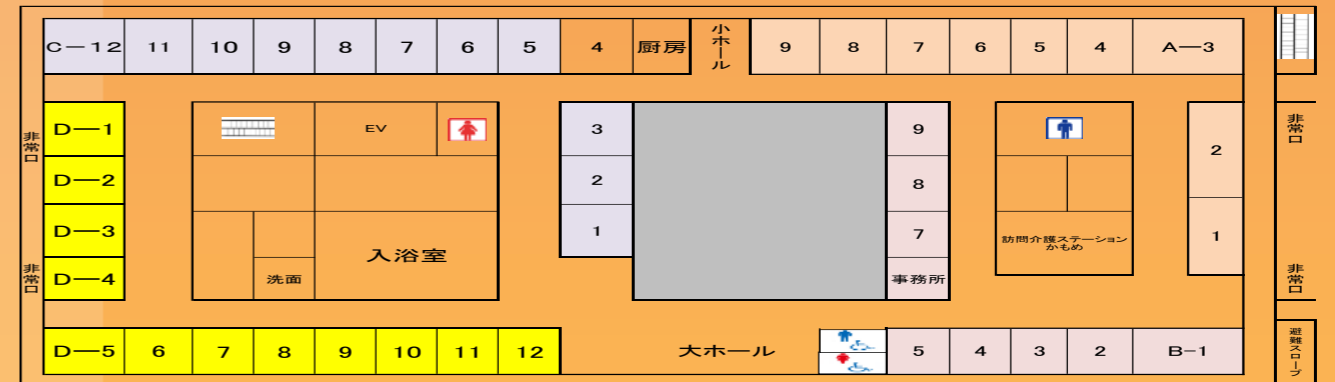 C－12 11 10 9 8 7 6 5 4 厨房 小ホール 9 8 7 6 5 4 A―3
非常口 D―1 EV 3 9 2 非常口
D―2 2 8
D―3 入浴室 1 7 訪問介護ステーション
かもめ 1
非常口 D―4 洗面 事務所 非常口
D―5 6 7 8 9 10 11 12 大ホール 5 4 3 2 B-1 避難スロープ